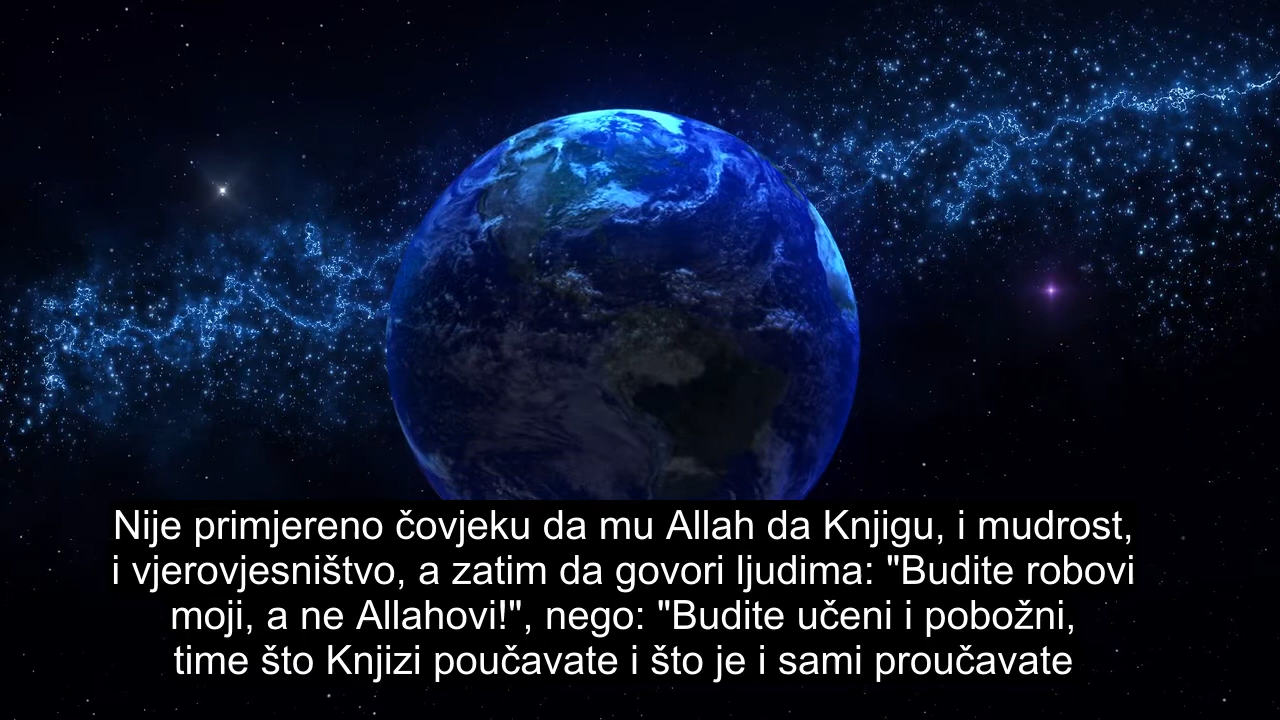 Nije primjereno čovjeku da mu Allah da Knjigu, i mudrost,
i vjerovjesništvo, a zatim da govori ljudima: "Budite robovi
moji, a ne Allahovi!", nego: "Budite učeni i pobožni,
time što Knjizi poučavate i što je i sami proučavate